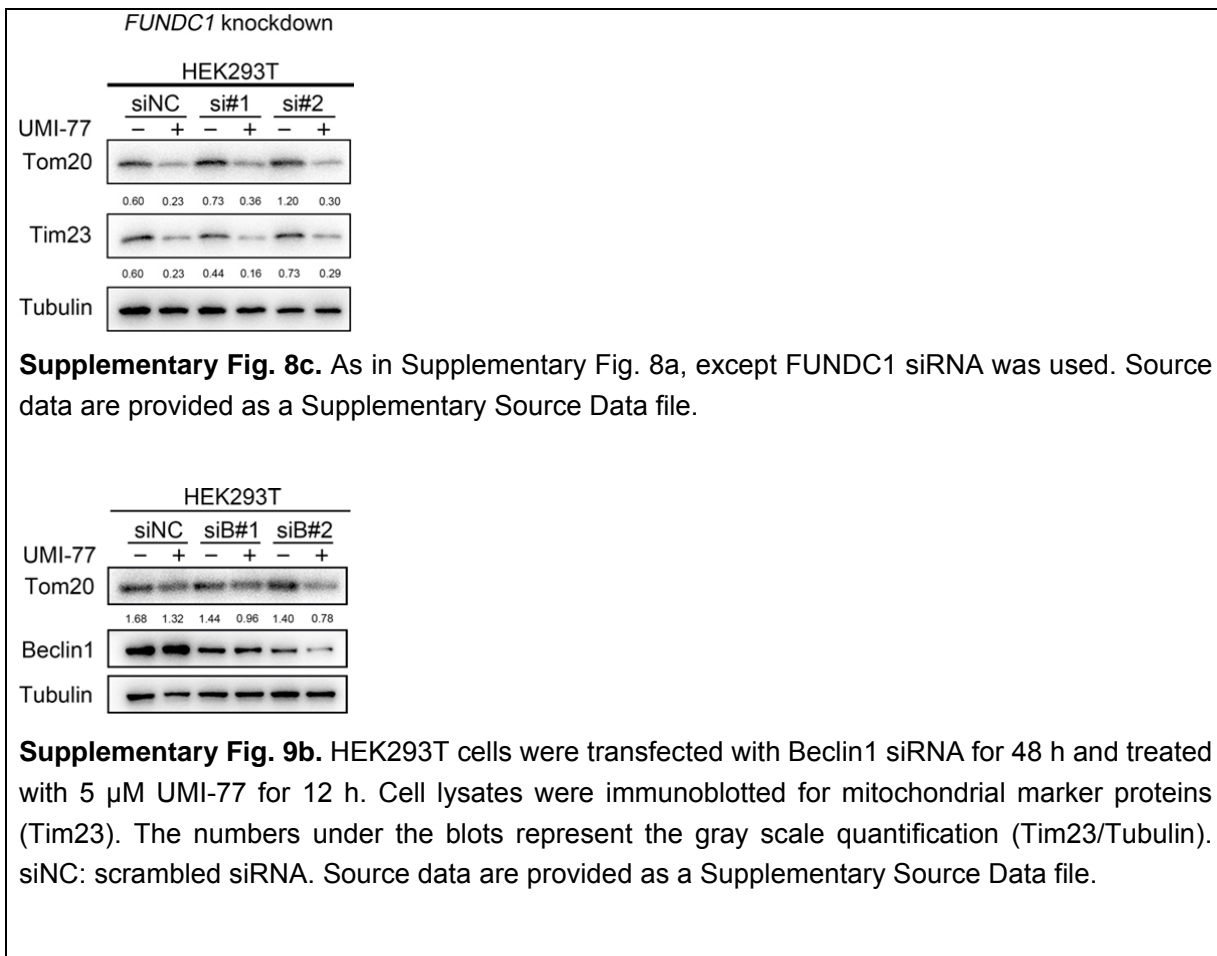 FUNDC1 knockdown
HEK293T
siNC si#1 si#2
UMI-77 – + – + – +
Tom20
0.60 0.23 0.73 0.36 1.20 0.30
Tim23
0.60 0.23 0.44 0.16 0.73 0.29
Tubulin
Supplementary Fig. 8c. As in Supplementary Fig. 8a, except FUNDC1 siRNA was used. Source
data are provided as a Supplementary Source Data file.
HEK293T
siNC siB#1 siB#2
UMI-77 – + – + – +
Tom20
1.68 1.32 1.44 0.96 1.40 0.78
Beclin1
Tubulin
Supplementary Fig. 9b. HEK293T cells were transfected with Beclin1 siRNA for 48 h and treated
with 5 µM UMI-77 for 12 h. Cell lysates were immunoblotted for mitochondrial marker proteins
(Tim23). The numbers under the blots represent the gray scale quantification (Tim23/Tubulin).
siNC: scrambled siRNA. Source data are provided as a Supplementary Source Data file.